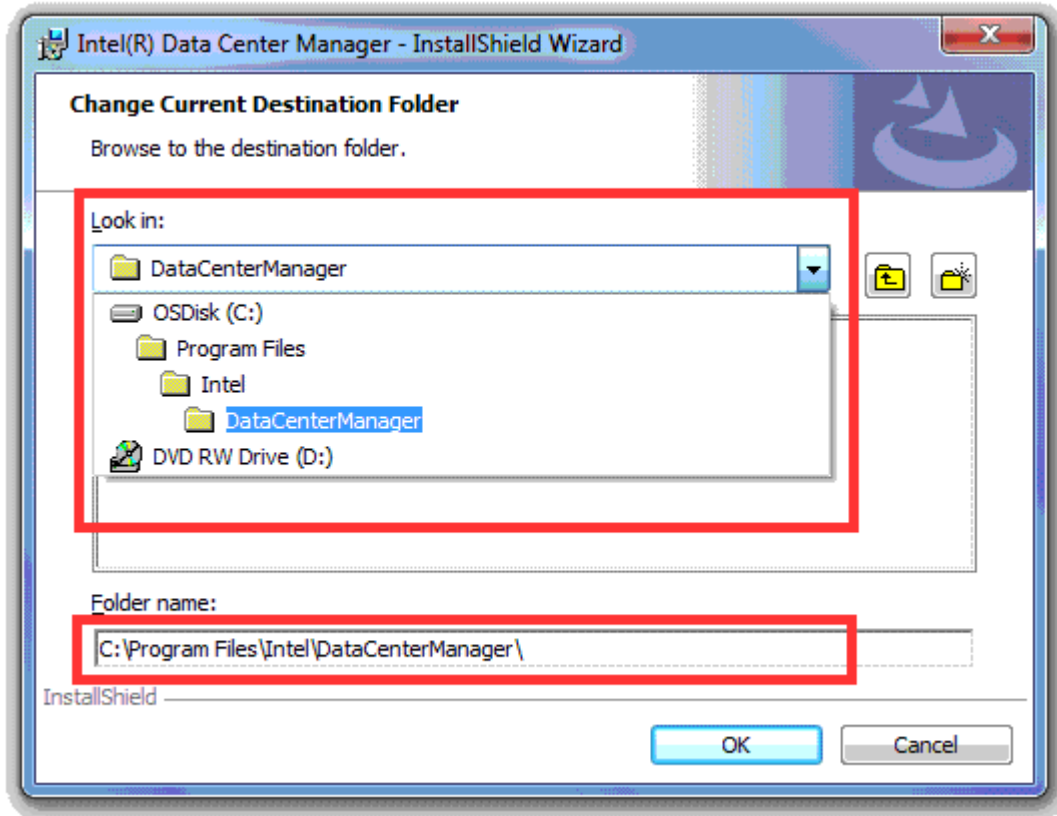 Intel(R) Data Center Manager - InstallShield Wizard
Change Current Destination Folder
Browse to the destination folder.
Look in:
DataCenterManager
OSDisk (C:)
Program Files
Intel
DataCenterManager
DVD RW Drive (D:)
Folder name:
C:\Program Files\Intel\DataCenterManager\
InstallShield
OK Cancel